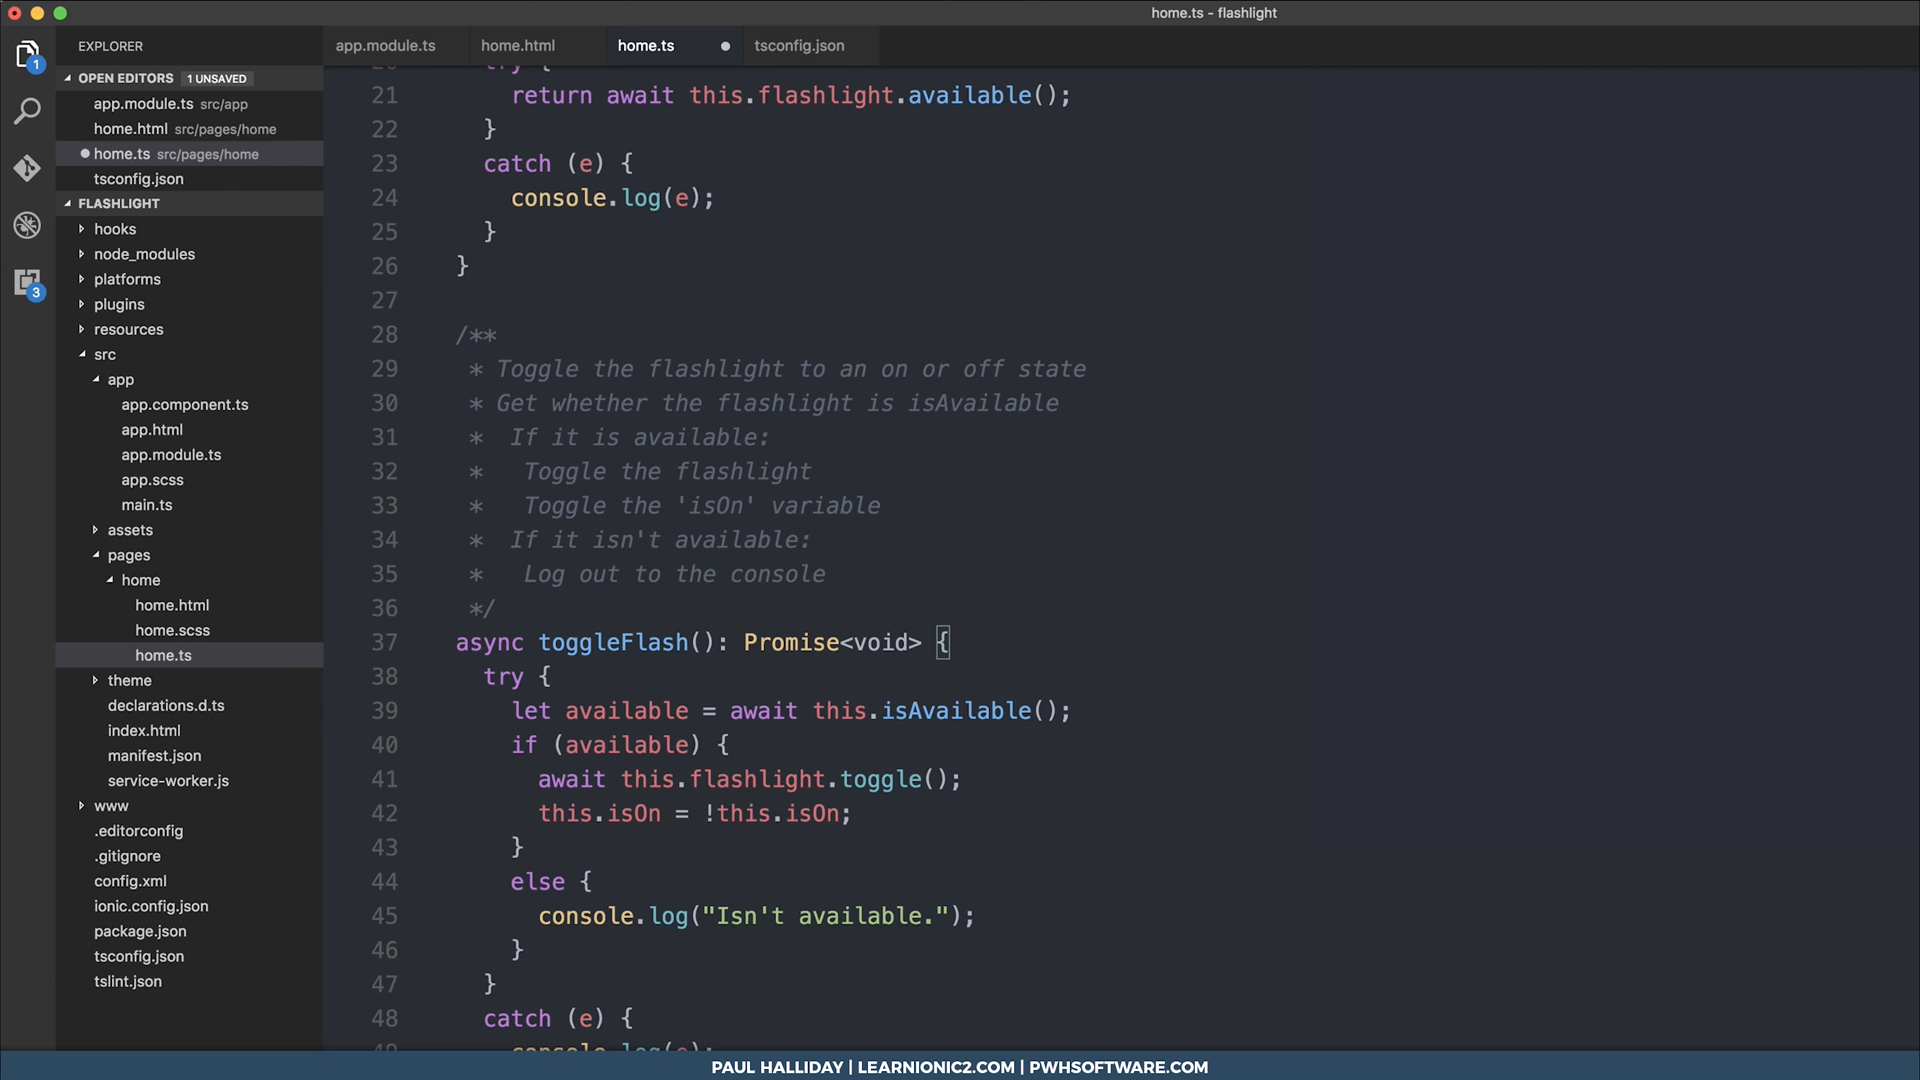 home.ts - flashlight
EXPLORER
app.module.ts
home.html
home.ts
tsconfig.json
OPEN EDITORS 1 UNSAVED
app.module.ts src/app
home.html src/pages/home
home.ts src/pages/home
tsconfig.json
FLASHLIGHT
hooks
node_modules
platforms
plugins
resources
src
app
app.component.ts
app.html
app.module.ts
app.scss
main.ts
assets
pages
home
home.html
home.scss
home.ts
theme
declarations.d.ts
index.html
manifest.json
service-worker.js
www
.editorconfig
.gitignore
config.xml
ionic.config.json
package.json
tsconfig.json
tslint.json
1
3
20 try {
21 return await this.flashlight.available();
22 }
23 catch (e) {
24 console.log(e);
25 }
26 }
27
28 /**
29 * Toggle the flashlight to an on or off state
30 * Get whether the flashlight is isAvailable
31 * If it is available:
32 * Toggle the flashlight
33 * Toggle the 'isOn' variable
34 * If it isn't available:
35 * Log out to the console
36 */
37 async toggleFlash(): Promise<void> {
38 try {
39 let available = await this.isAvailable();
40 if (available) {
41 await this.flashlight.toggle();
42 this.isOn = !this.isOn;
43 }
44 else {
45 console.log("Isn't available.");
46 }
47 }
48 catch (e) {
49 console.log(e);
PAUL HALLIDAY | LEARNIONIC2.COM | PWHSOFTWARE.COM